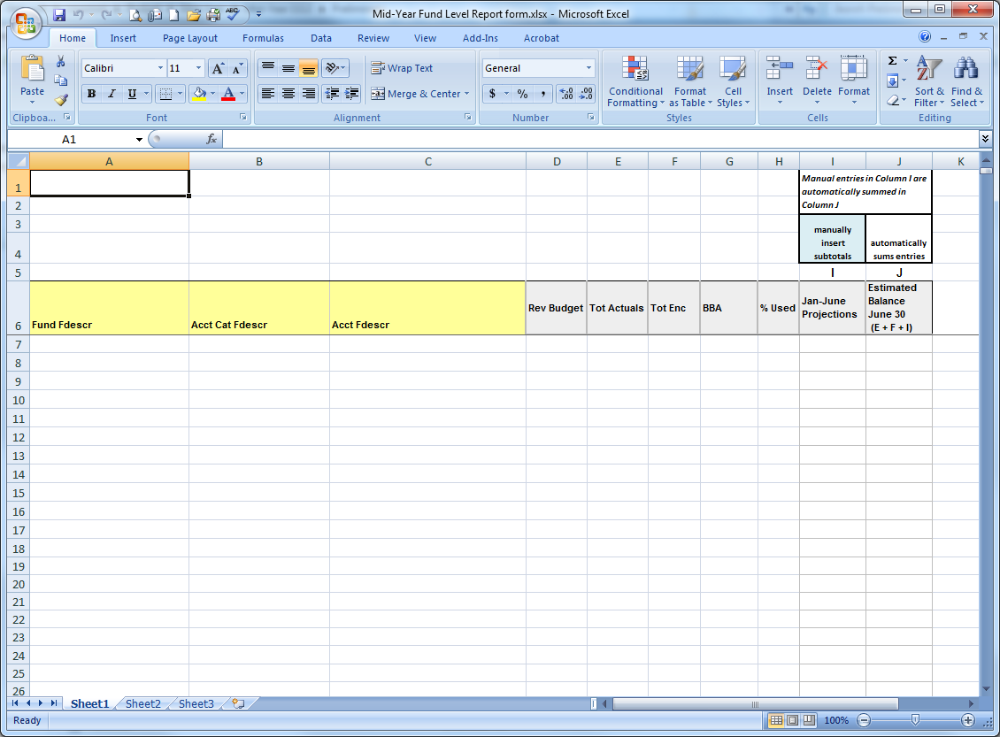 Mid-Year Fund Level Report form.xlsx - Microsoft Excel
Home Insert Page Layout Formulas Data Review View Add-Ins Acrobat
Paste
Calibri 11
Wrap Text
General
B I U
Merge & Center
$ % ,
Conditional Formatting
Format as Table
Cell Styles
Insert Delete Format
Σ
Sort & Filter
Find & Select
Clipboa... Font Alignment Number Styles Cells Editing
A1 fx
A B C D E F G H I J K
1
Manual entries in Column I are
automatically summed in
Column J
2
3
manually
insert
subtotals
automatically
sums entries
4
5 I J
6 Fund Fdescr Acct Cat Fdescr Acct Fdescr Rev Budget Tot Actuals Tot Enc BBA % Used
Jan-June
Projections
Estimated
Balance
June 30
(E + F + I)
7
8
9
10
11
12
13
14
15
16
17
18
19
20
21
22
23
24
25
26
Sheet1 Sheet2 Sheet3
Ready 100%